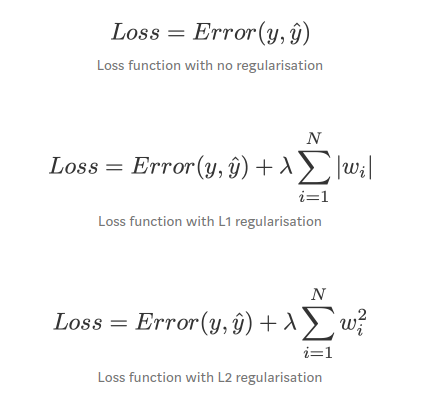 Loss = Error(y, ŷ)
Loss function with no regularisation
Loss = Error(y, ŷ) + λ ∑_{i=1}^{N} |w_i|
Loss function with L1 regularisation
Loss = Error(y, ŷ) + λ ∑_{i=1}^{N} w_i^2
Loss function with L2 regularisation